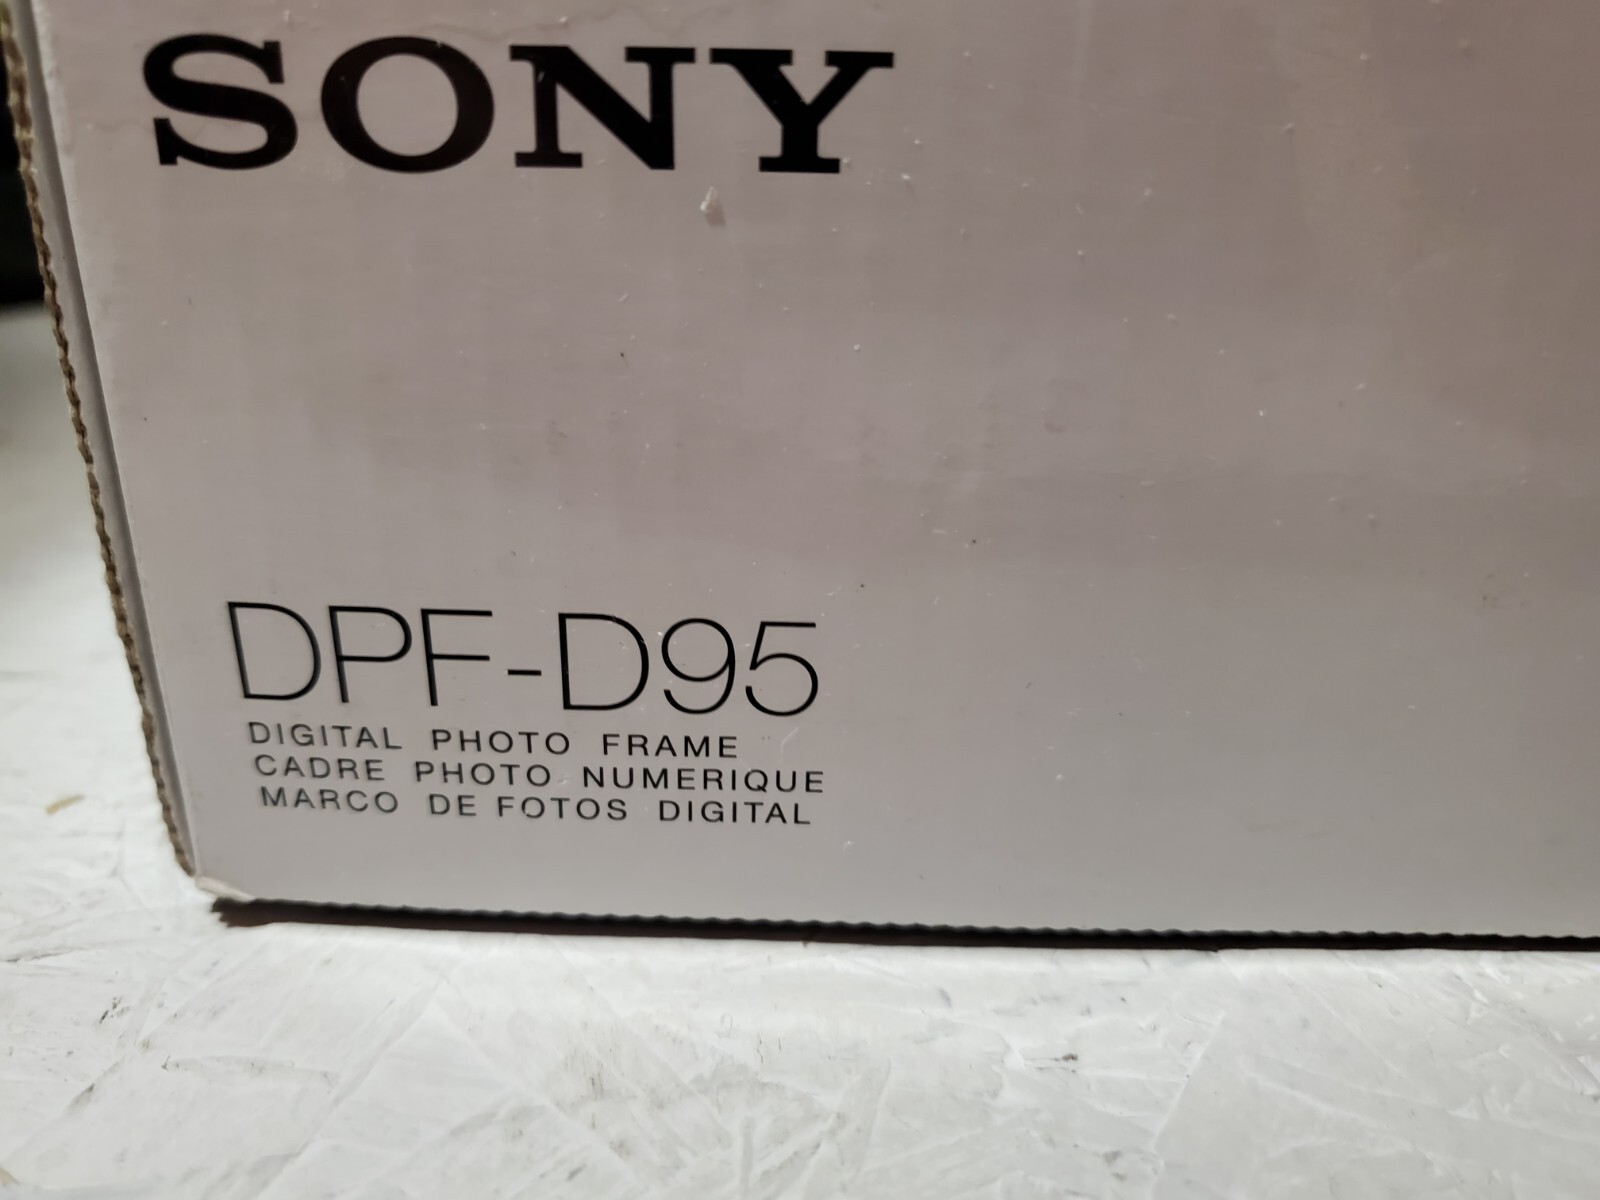 SONY
DPF-D95
DIGITAL PHOTO FRAME
CADRE PHOTO NUMERIQUE
MARCO DE FOTOS DIGITAL